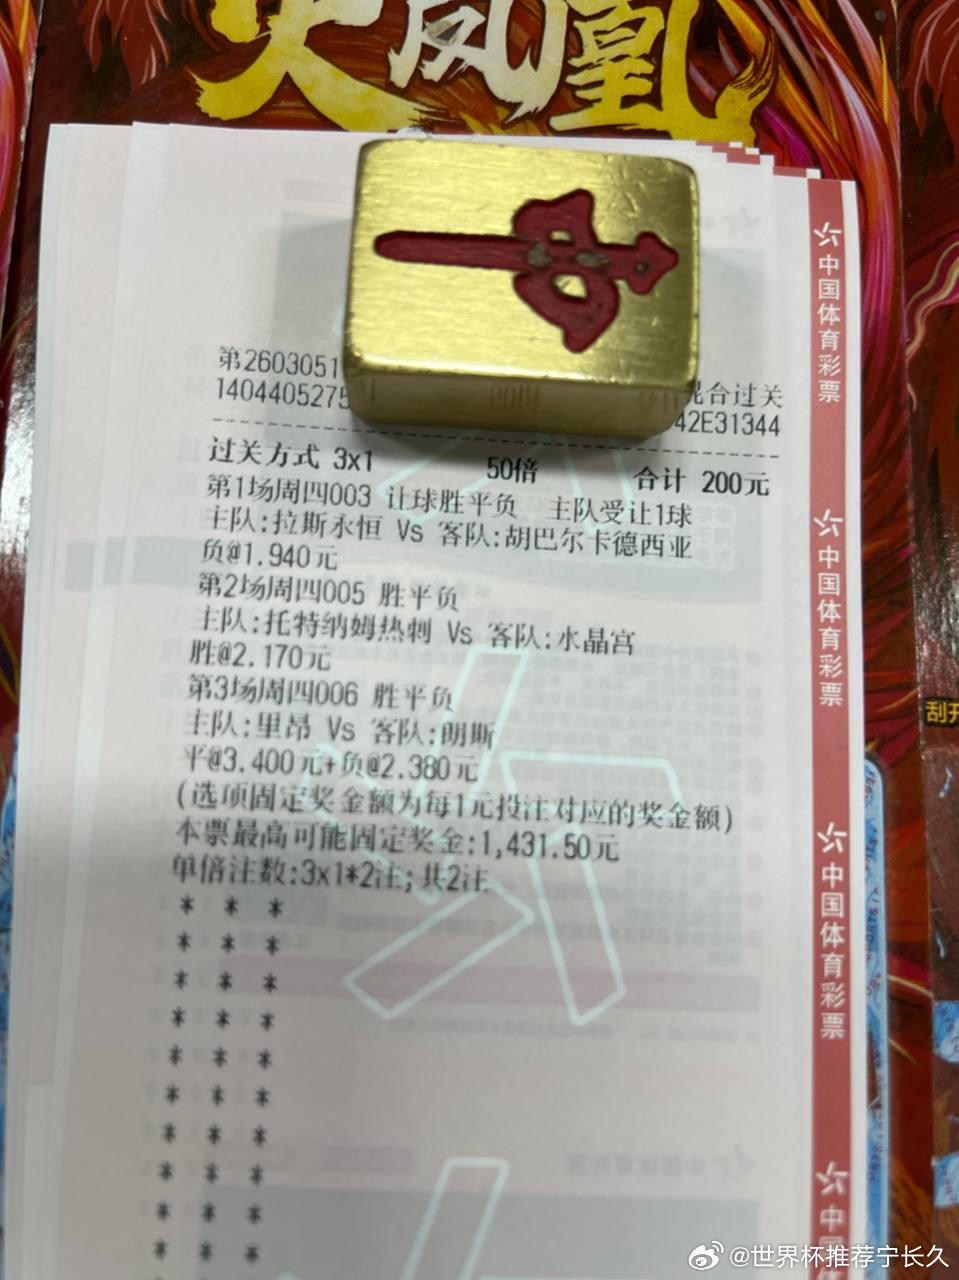 火凤凰
第2603051
混合过关
1404405275
42E31344
过关方式 3x1 50倍 合计 200元
第1场周四003 让球胜平负 主队受让1球
主队:拉斯永恒 Vs 客队:胡巴尔卡德西亚
负@1.940元
第2场周四005 胜平负
主队:托特纳姆热刺 Vs 客队:水晶宫
胜@2.170元
第3场周四006 胜平负
主队:里昂 Vs 客队:朗斯
平@3.400元+负@2.380元
(选项固定奖金额为每1元投注对应的奖金额)
本票最高可能固定奖金:1,431.50元
单倍注数:3x1*2注;共2注
* * *
* * *
* * *
* * *
* * *
* * *
* * *
* * *
* * *
* * *
中国体育彩票
中国体育彩票
中国体育彩票
中
中
刮开
@世界杯推荐宁长久